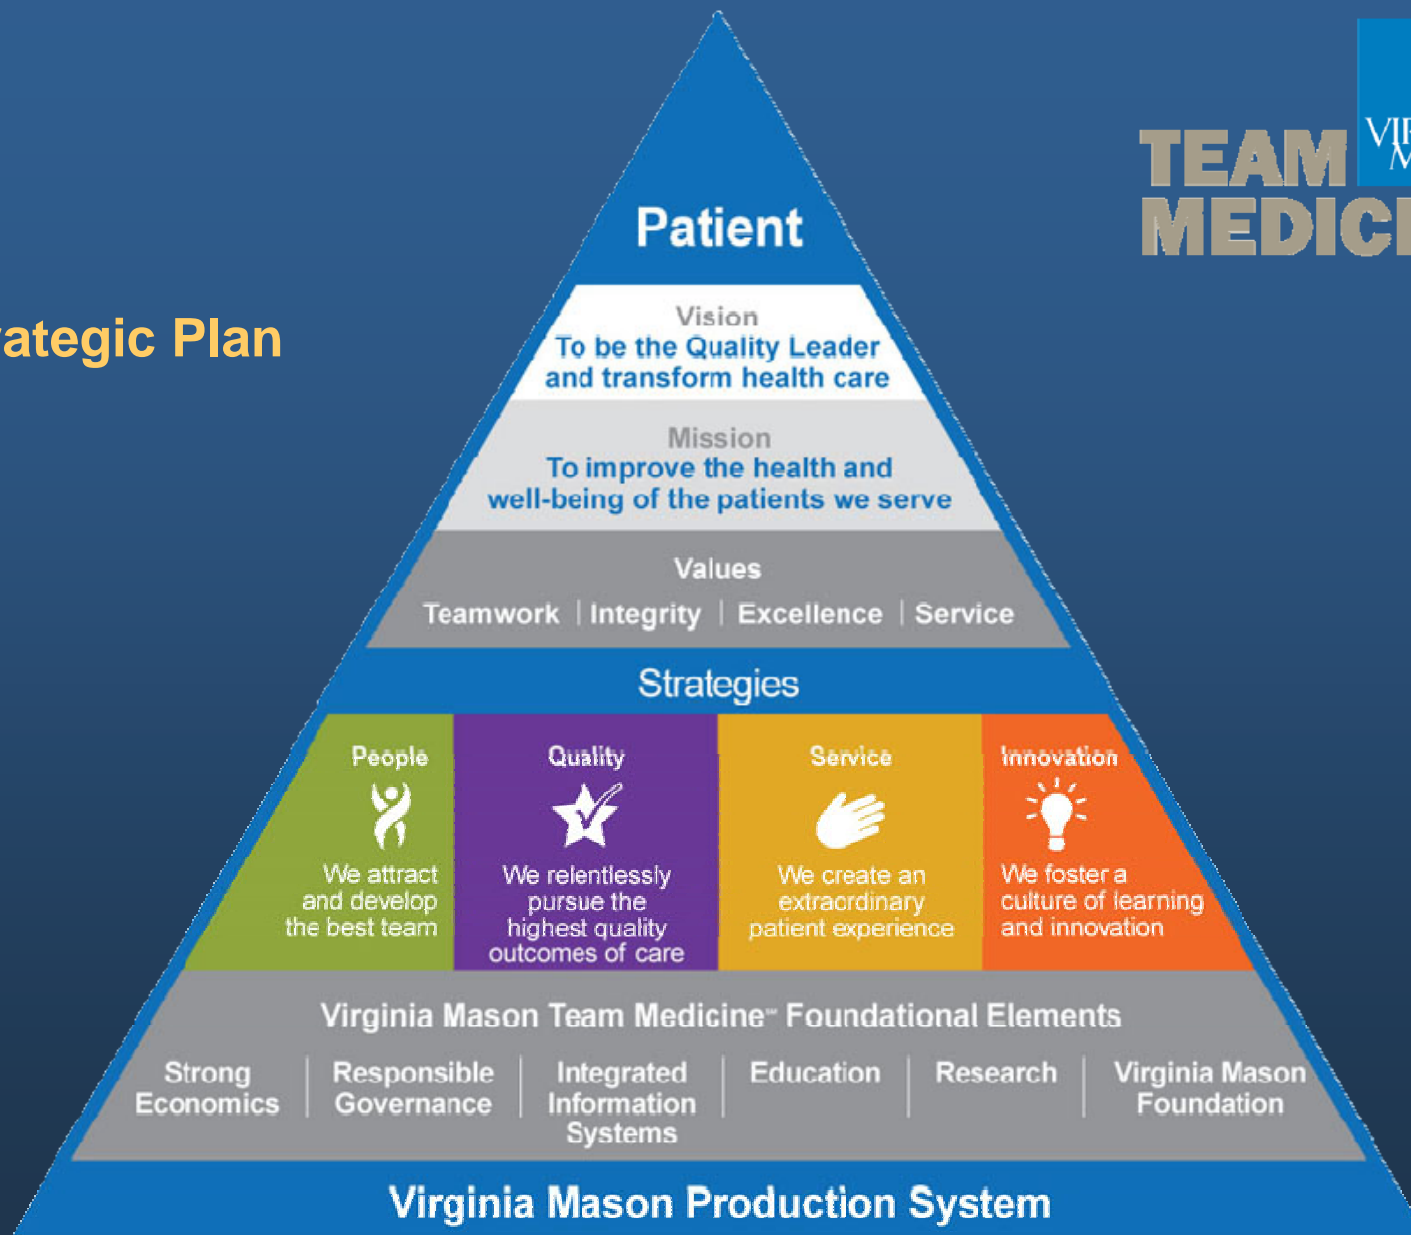 TEAM
MEDICI
VIR
M
rategic Plan
Patient
Vision
To be the Quality Leader
and transform health care
Mission
To improve the health and
well-being of the patients we serve
Values
Teamwork | Integrity | Excellence | Service
Strategies
People
We attract
and develop
the best team
Quality
We relentlessly
pursue the
highest quality
outcomes of care
Service
We create an
extraordinary
patient experience
Innovation
We foster a
culture of learning
and innovation
Virginia Mason Team Medicine℠ Foundational Elements
Strong
Economics
Responsible
Governance
Integrated
Information
Systems
Education
Research
Virginia Mason
Foundation
Virginia Mason Production System